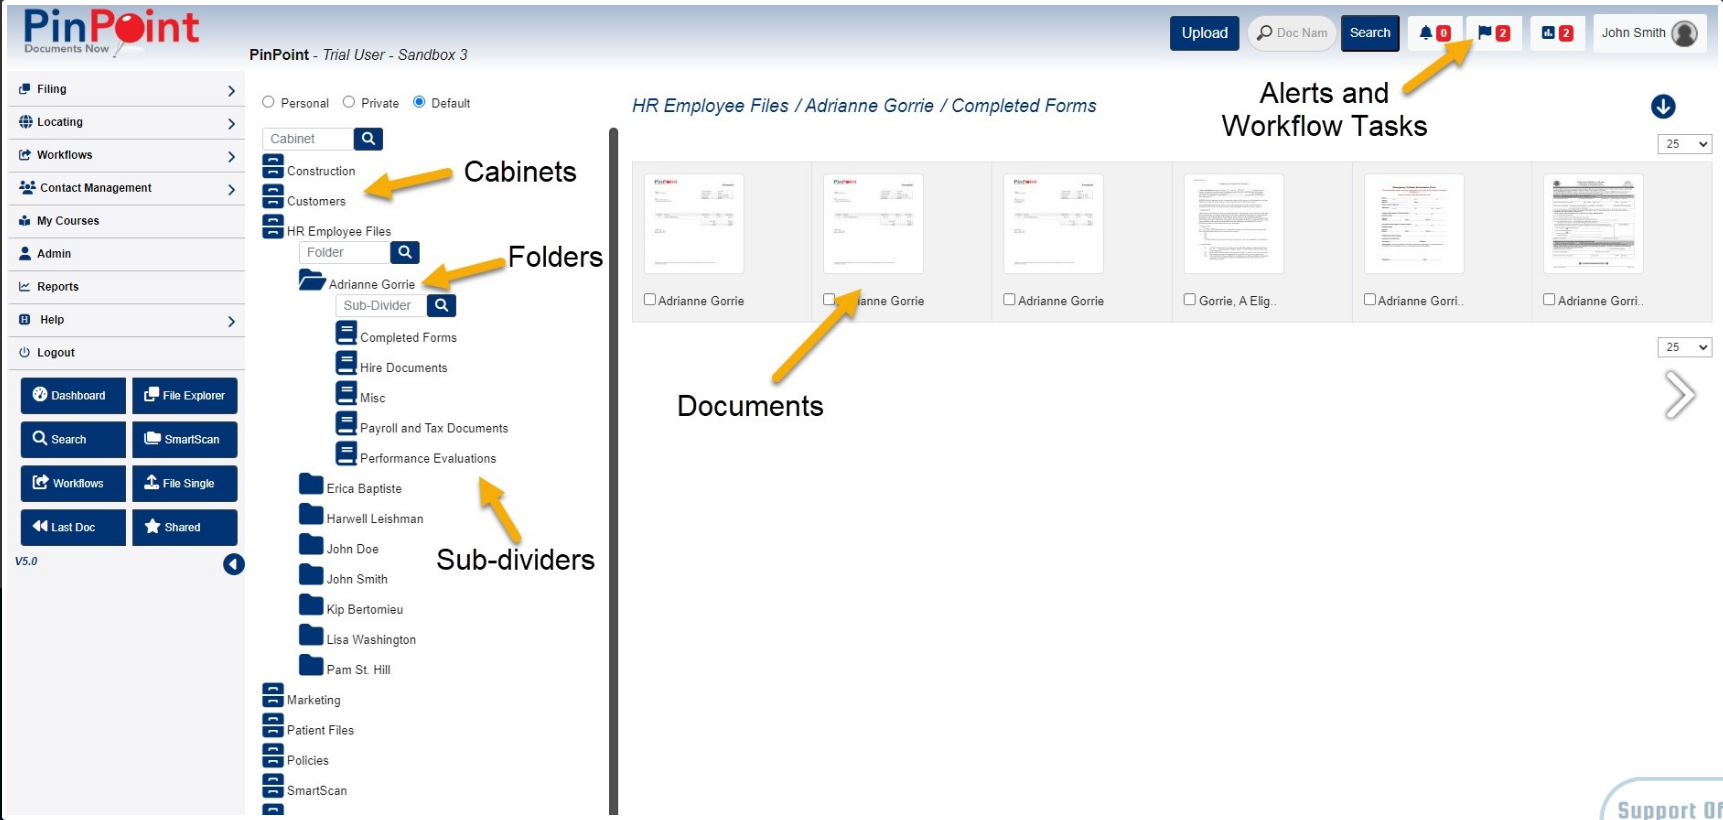 PinPoint
Documents Now
PinPoint - Trial User - Sandbox 3
Upload
Doc Nam
Search
0
2
2
John Smith
Filing
Locating
Workflows
Contact Management
My Courses
Admin
Reports
Help
Logout
Dashboard
File Explorer
Search
SmartScan
Workflows
File Single
Last Doc
Shared
V5.0
Personal
Private
Default
Cabinet
Construction
Customers
HR Employee Files
Folder
Adrianne Gorrie
Sub-Divider
Completed Forms
Hire Documents
Misc
Payroll and Tax Documents
Performance Evaluations
Erica Baptiste
Harwell Leishman
John Doe
John Smith
Kip Bertomieu
Lisa Washington
Pam St. Hill
Marketing
Patient Files
Policies
SmartScan
Cabinets
Folders
Sub-dividers
HR Employee Files / Adrianne Gorrie / Completed Forms
Alerts and
Workflow Tasks
25
PinPoint
PinPoint
PinPoint
Adrianne Gorrie
anne Gorrie
Adrianne Gorrie
Gorrie, A Elig..
Adrianne Gorri..
Adrianne Gorri..
25
Documents
Support Of